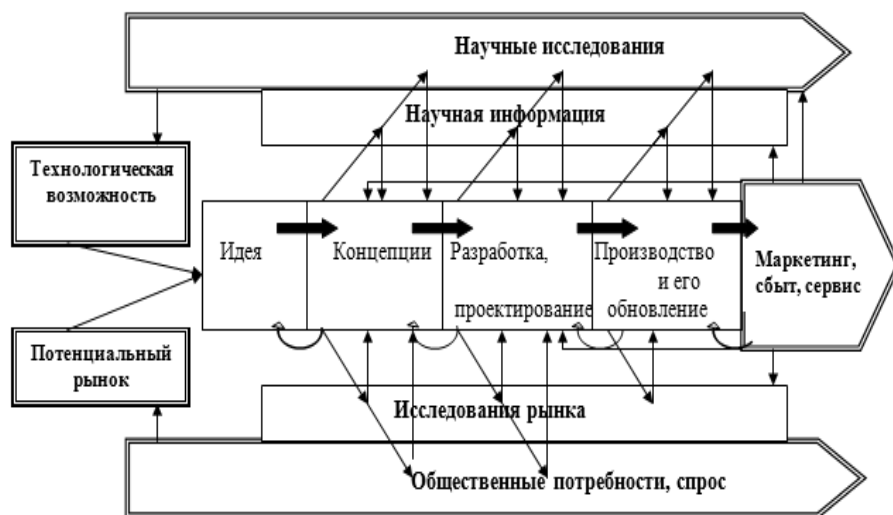 Научные исследования
Научная информация
Технологическая
возможность
Идея
Концепции
Разработка,
проектирование
Производство
и его
обновление
Маркетинг,
сбыт, сервис
Потенциальный
рынок
Исследования рынка
Общественные потребности, спрос